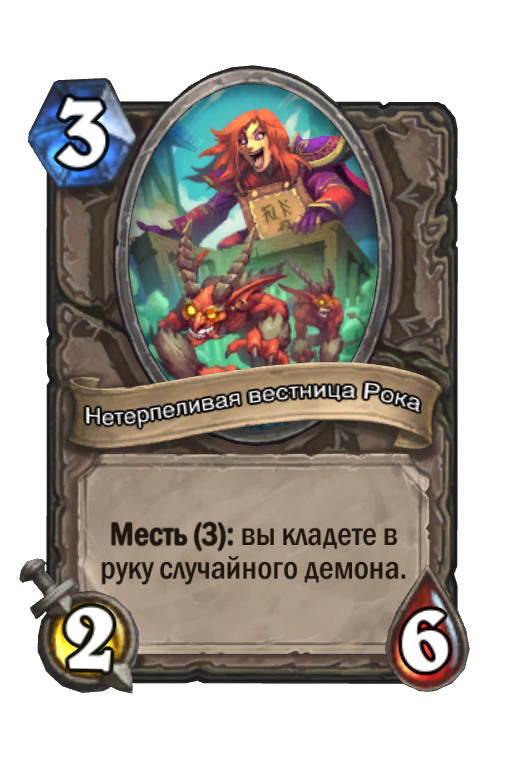 3
Нетерпеливая вестница Рока
Месть (3): вы кладете в
руку случайного демона.
2
6